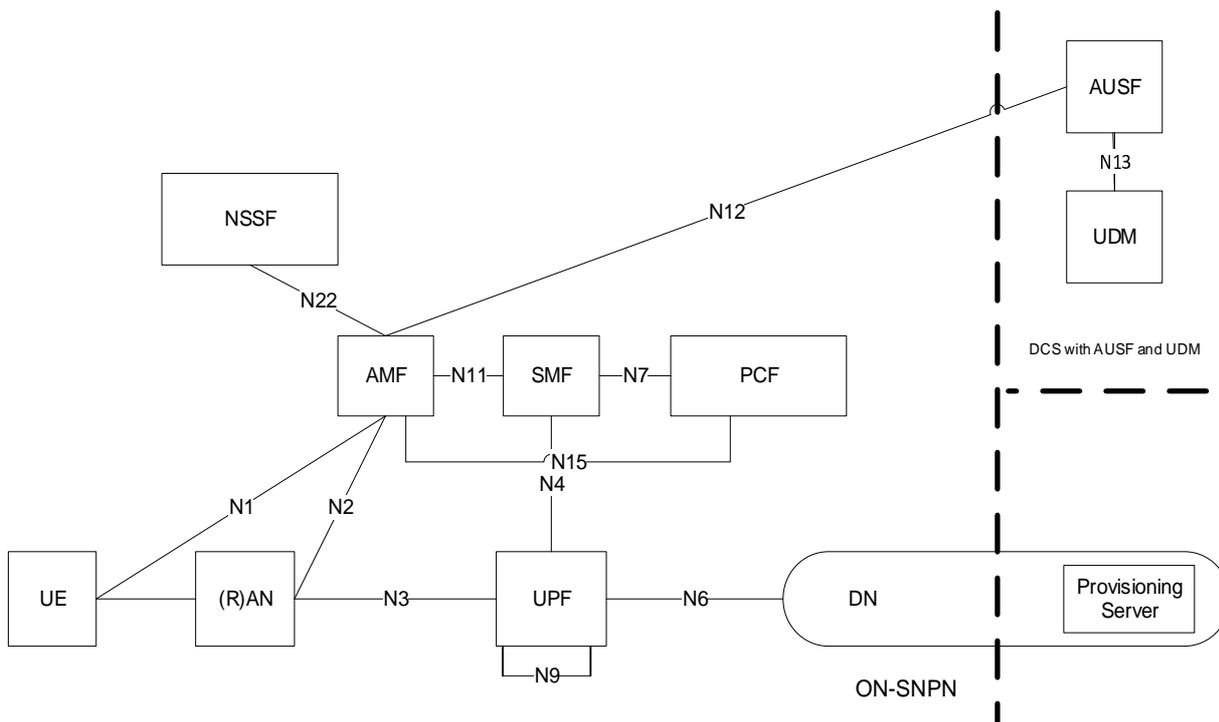 AUSF
N13
UDM
DCS with AUSF and UDM
N12
NSSF
N22
AMF
N11
SMF
N7
PCF
N15
N4
N1
N2
UE
(R)AN
N3
UPF
N6
DN
Provisioning
Server
N9
ON-SNPN